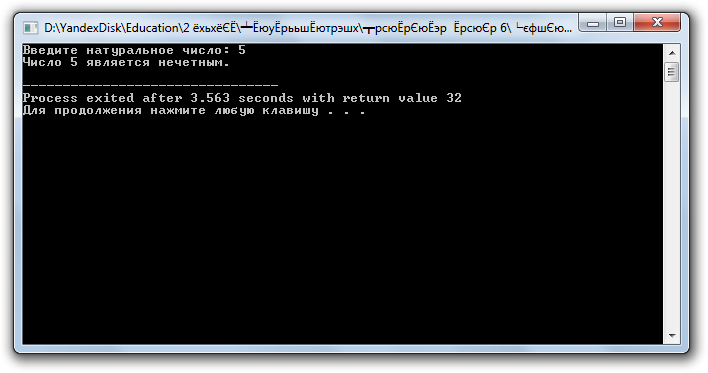 D:\YandexDisk\Education\2 ёхьхёЄЁ\┴ЁюуЁрььшЁютрэшх\┬рсюЁрЄюЁэр  ЁрсюЄр 6\ └єфшЄю...
Введите натуральное число: 5
Число 5 является нечетным.
--------------------------------
Process exited after 3.563 seconds with return value 32
Для продолжения нажмите любую клавишу . . .